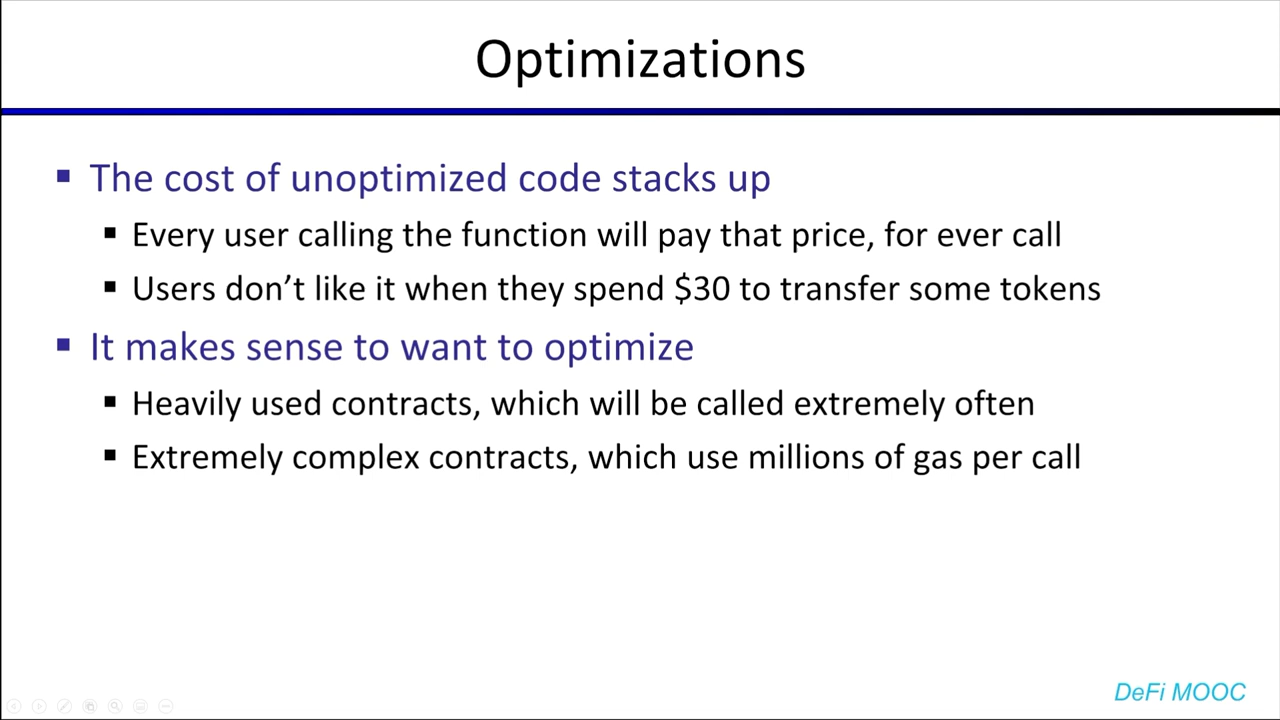 Optimizations
The cost of unoptimized code stacks up
Every user calling the function will pay that price, for ever call
Users don’t like it when they spend $30 to transfer some tokens
It makes sense to want to optimize
Heavily used contracts, which will be called extremely often
Extremely complex contracts, which use millions of gas per call
DeFi MOOC